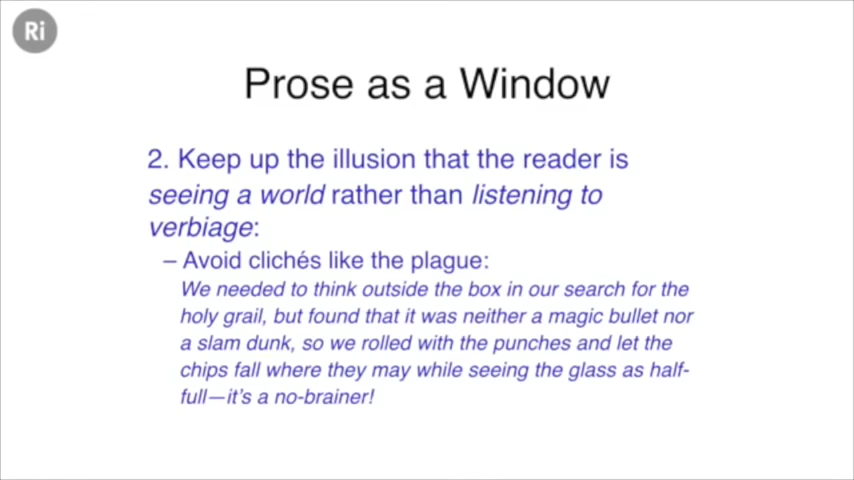 Ri
Prose as a Window
2. Keep up the illusion that the reader is
seeing a world rather than listening to
verbiage:
– Avoid clichés like the plague:
We needed to think outside the box in our search for the
holy grail, but found that it was neither a magic bullet nor
a slam dunk, so we rolled with the punches and let the
chips fall where they may while seeing the glass as half-
full—it's a no-brainer!